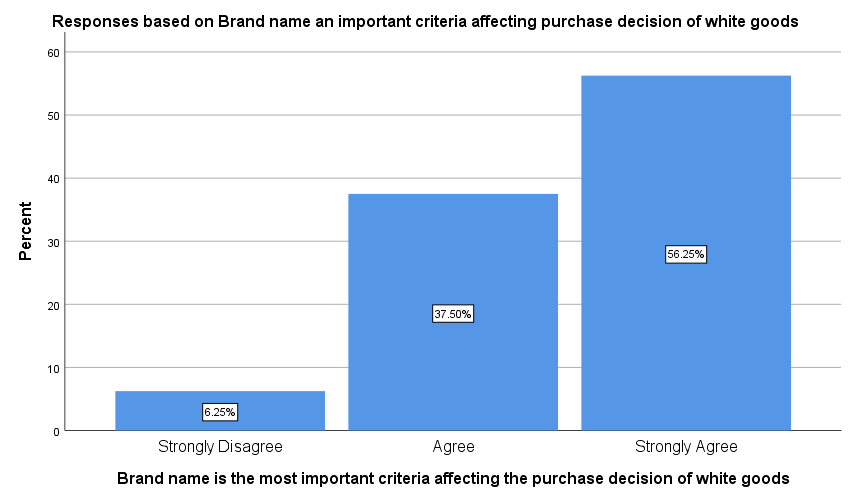 Responses based on Brand name an important criteria affecting purchase decision of white goods
60
50
40
30
20
10
0
Percent
6.25%
37.50%
56.25%
Strongly Disagree
Agree
Strongly Agree
Brand name is the most important criteria affecting the purchase decision of white goods